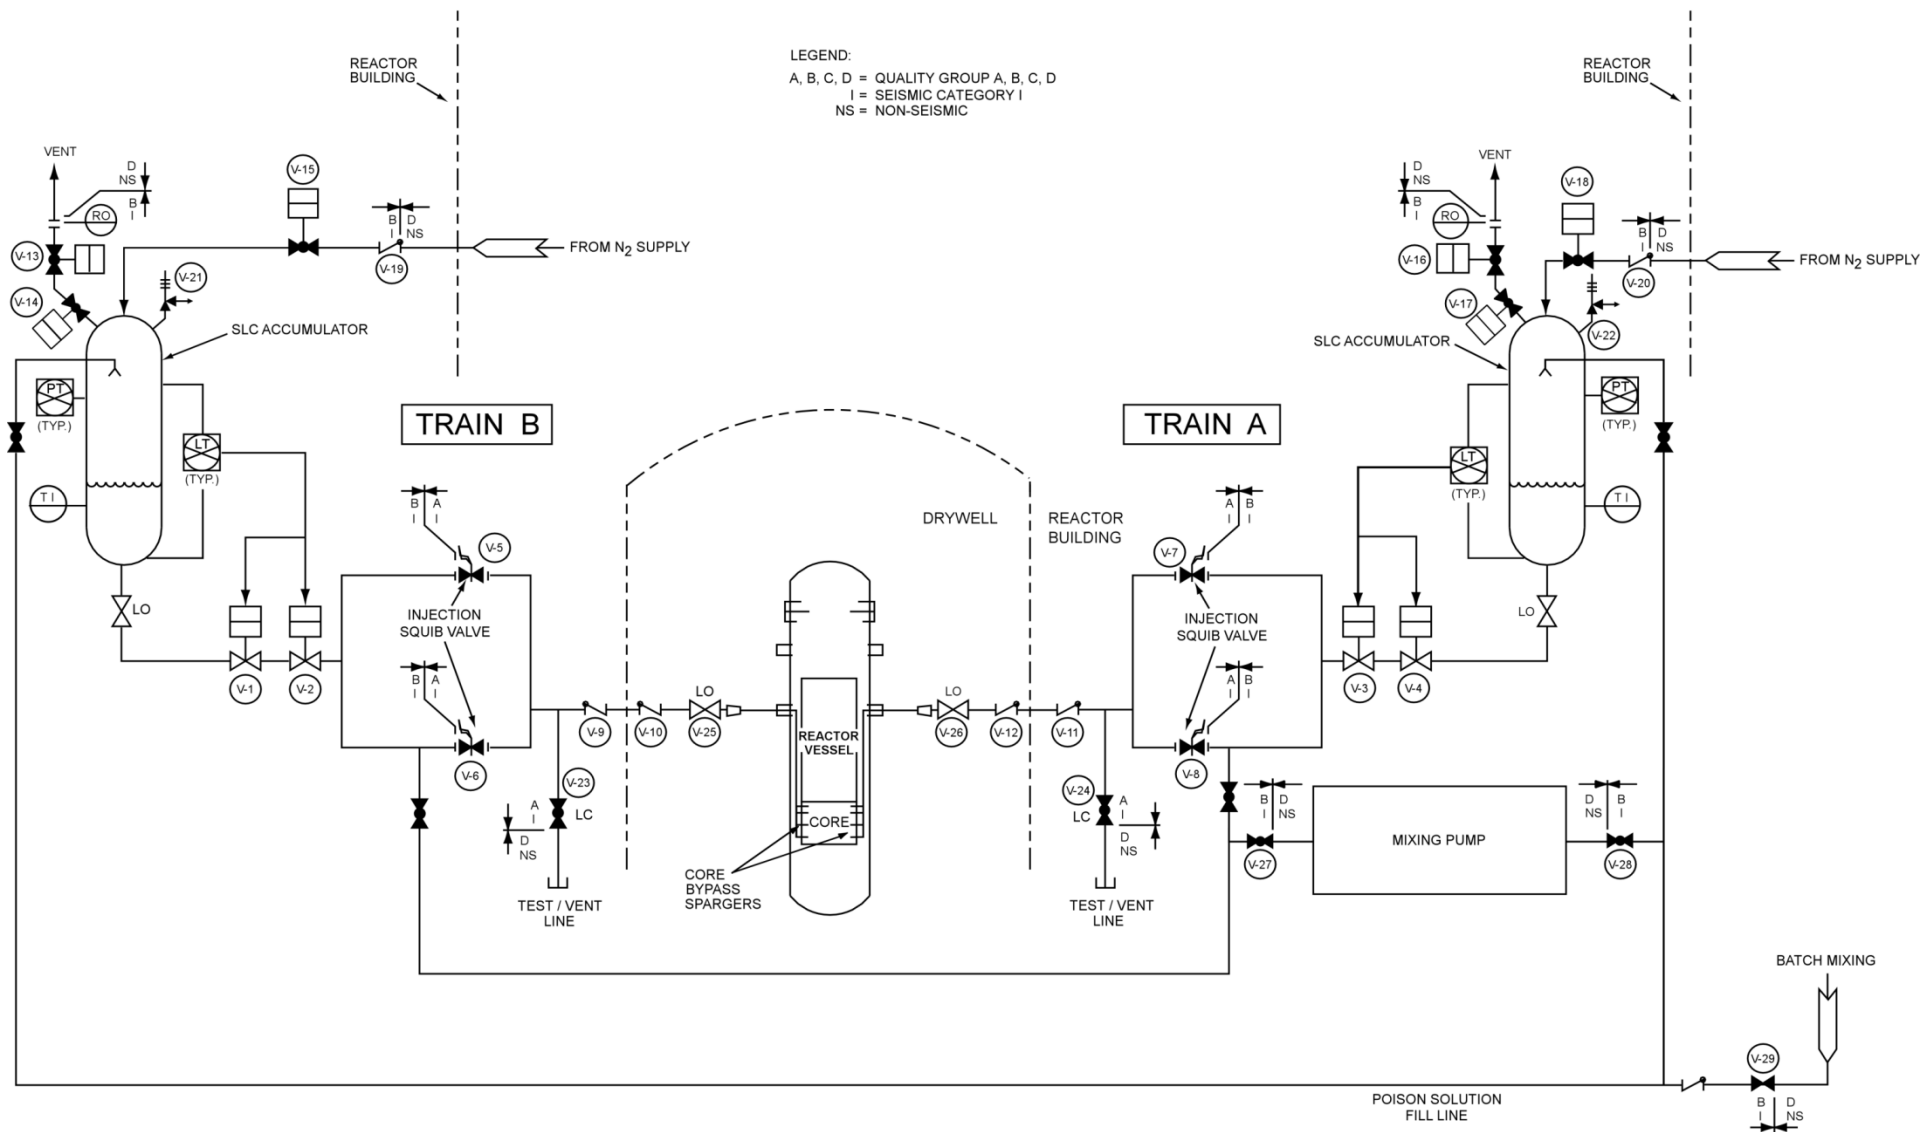 LEGEND:
A, B, C, D = QUALITY GROUP A, B, C, D
I = SEISMIC CATEGORY I
NS = NON-SEISMIC
REACTOR
BUILDING
VENT
D
NS
B
I
RO
V-13
V-14
V-15
V-21
B
I
D
NS
V-19
FROM N2 SUPPLY
SLC ACCUMULATOR
PT
(TYP.)
LT
(TYP.)
T I
LO
V-1
V-2
TRAIN B
B
I
A
I
V-5
INJECTION
SQUIB VALVE
B
I
A
I
V-6
V-9
V-10
LO
V-25
V-23
LC
A
I
D
NS
TEST / VENT
LINE
DRYWELL
REACTOR
BUILDING
REACTOR
VESSEL
CORE
CORE
BYPASS
SPARGERS
LO
V-26
V-12
V-11
V-24
LC
A
I
D
NS
TEST / VENT
LINE
TRAIN A
A
I
B
I
V-7
INJECTION
SQUIB VALVE
A
I
B
I
V-8
REACTOR
BUILDING
VENT
D
NS
B
I
RO
V-16
V-17
V-18
B
I
D
NS
V-20
FROM N2 SUPPLY
V-22
SLC ACCUMULATOR
PT
(TYP.)
LT
(TYP.)
T I
LO
V-3
V-4
B
I
D
NS
V-27
MIXING PUMP
D
NS
B
I
V-28
BATCH MIXING
V-29
B
I
D
NS
POISON SOLUTION
FILL LINE